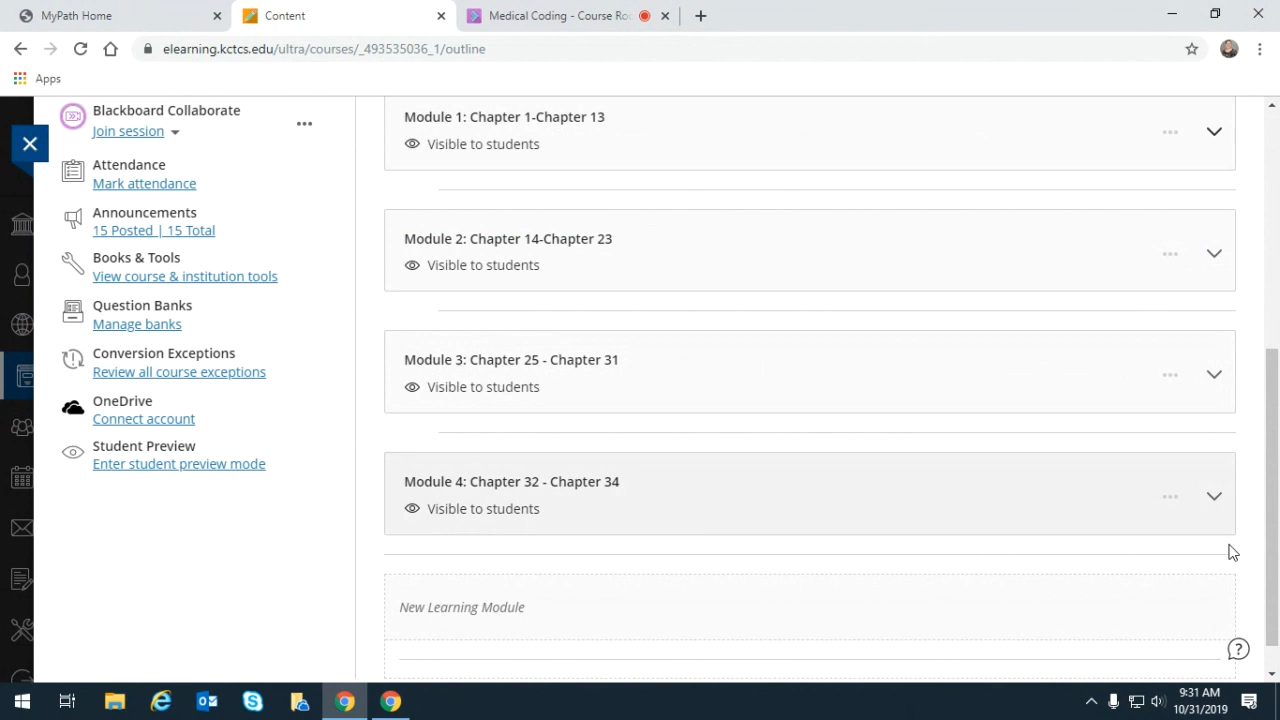 MyPath Home
Content
Medical Coding - Course Roo
elearning.kctcs.edu/ultra/courses/_493535036_1/outline
Apps
Blackboard Collaborate
Join session
Attendance
Mark attendance
Announcements
15 Posted | 15 Total
Books & Tools
View course & institution tools
Question Banks
Manage banks
Conversion Exceptions
Review all course exceptions
OneDrive
Connect account
Student Preview
Enter student preview mode
Module 1: Chapter 1-Chapter 13
Visible to students
Module 2: Chapter 14-Chapter 23
Visible to students
Module 3: Chapter 25 - Chapter 31
Visible to students
Module 4: Chapter 32 - Chapter 34
Visible to students
New Learning Module
?
9:31 AM
10/31/2019